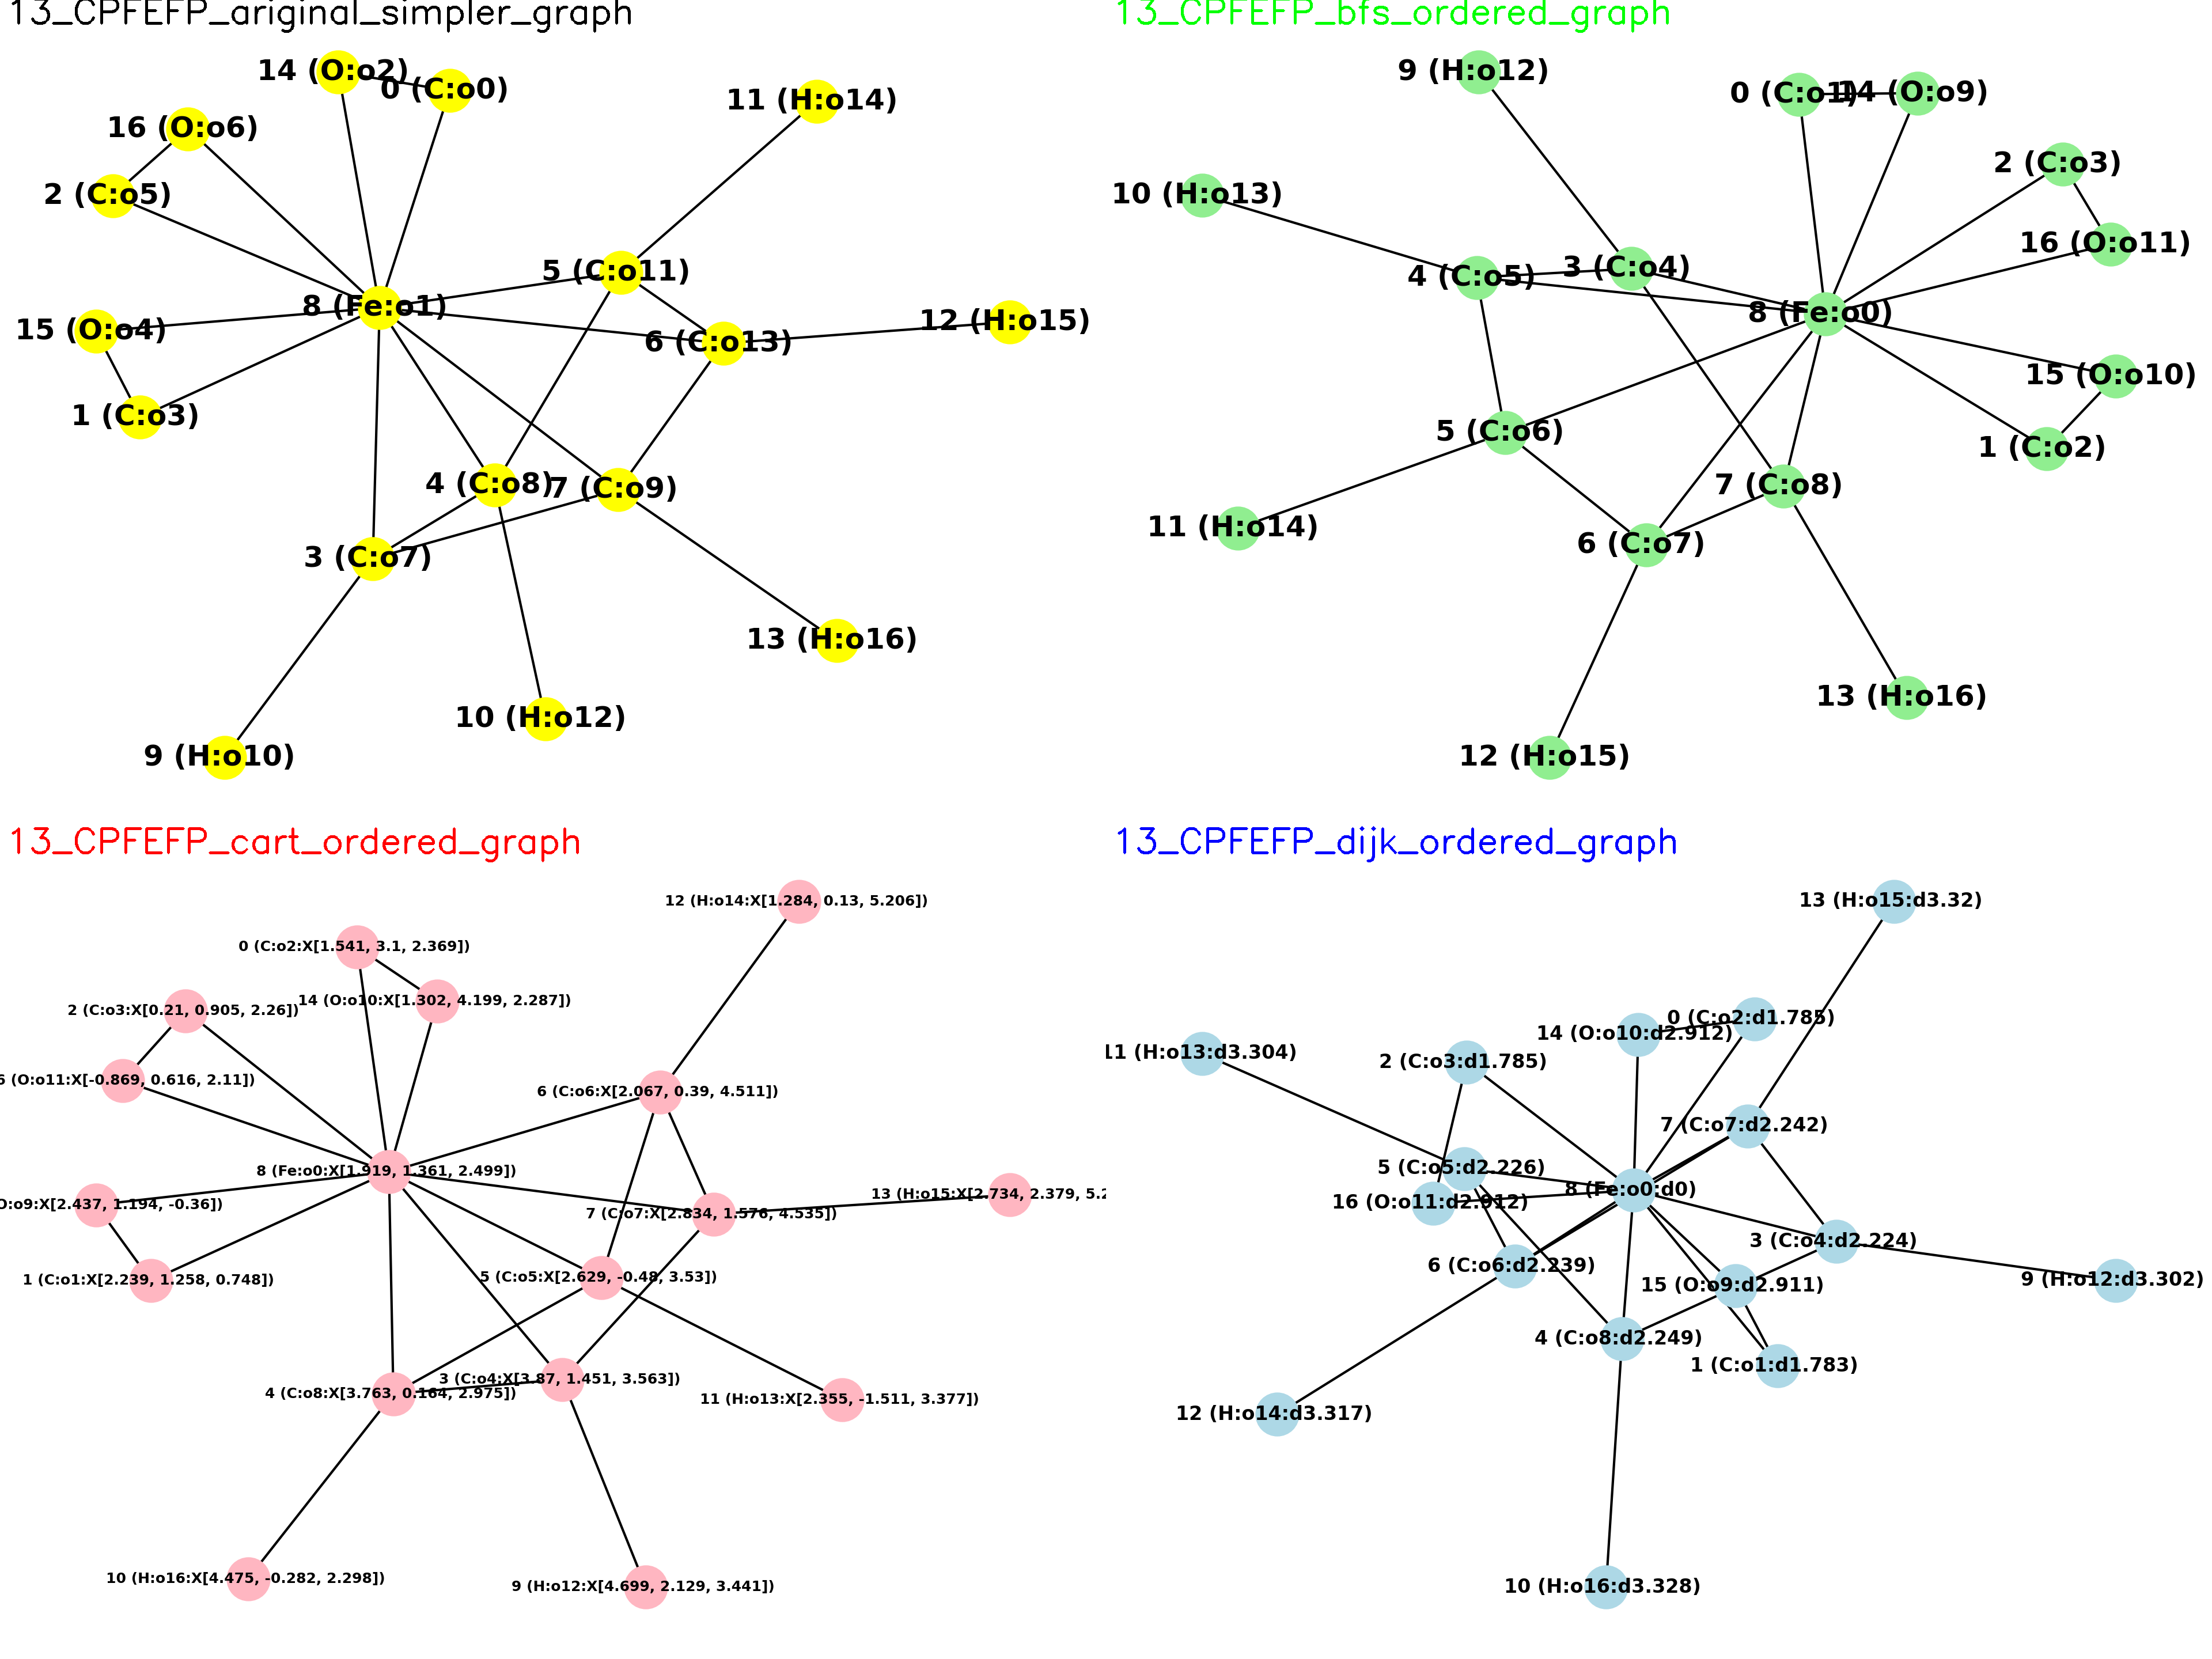 13_CPFEFP_ariginal_simpler_graph
14 (O:o2)
0 (C:o0)
11 (H:o14)
16 (O:o6)
2 (C:o5)
5 (C:o11)
8 (Fe:o1)
15 (O:o4)
12 (H:o15)
6 (C:o13)
1 (C:o3)
4 (C:o8)
7 (C:o9)
3 (C:o7)
13 (H:o16)
10 (H:o12)
9 (H:o10)
13_CPFEFP_bfs_ordered_graph
9 (H:o12)
0 (C:o1)
14 (O:o9)
2 (C:o3)
10 (H:o13)
16 (O:o11)
3 (C:o4)
4 (C:o5)
8 (Fe:o0)
15 (O:o10)
5 (C:o6)
1 (C:o2)
7 (C:o8)
11 (H:o14)
6 (C:o7)
13 (H:o16)
12 (H:o15)
13_CPFEFP_cart_ordered_graph
12 (H:o14:X[1.284, 0.13, 5.206])
0 (C:o2:X[1.541, 3.1, 2.369])
14 (O:o10:X[1.302, 4.199, 2.287])
2 (C:o3:X[0.21, 0.905, 2.26])
6 (O:o11:X[-0.869, 0.616, 2.11])
6 (C:o6:X[2.067, 0.39, 4.511])
8 (Fe:o0:X[1.919, 1.361, 2.499])
13 (H:o15:X[2.734, 2.379, 5.2
O:o9:X[2.437, 1.194, -0.36])
7 (C:o7:X[2.834, 1.576, 4.535])
1 (C:o1:X[2.239, 1.258, 0.748])
5 (C:o5:X[2.629, -0.48, 3.53])
3 (C:o4:X[3.87, 1.451, 3.563])
4 (C:o8:X[3.763, 0.164, 2.975])
11 (H:o13:X[2.355, -1.511, 3.377])
10 (H:o16:X[4.475, -0.282, 2.298])
9 (H:o12:X[4.699, 2.129, 3.441])
13_CPFEFP_dijk_ordered_graph
13 (H:o15:d3.32)
0 (C:o2:d1.785)
14 (O:o10:d2.912)
11 (H:o13:d3.304)
2 (C:o3:d1.785)
7 (C:o7:d2.242)
5 (C:o5:d2.226)
8 (Fe:o0:d0)
16 (O:o11:d2.912)
3 (C:o4:d2.224)
6 (C:o6:d2.239)
15 (O:o9:d2.911)
9 (H:o12:d3.302)
4 (C:o8:d2.249)
1 (C:o1:d1.783)
12 (H:o14:d3.317)
10 (H:o16:d3.328)